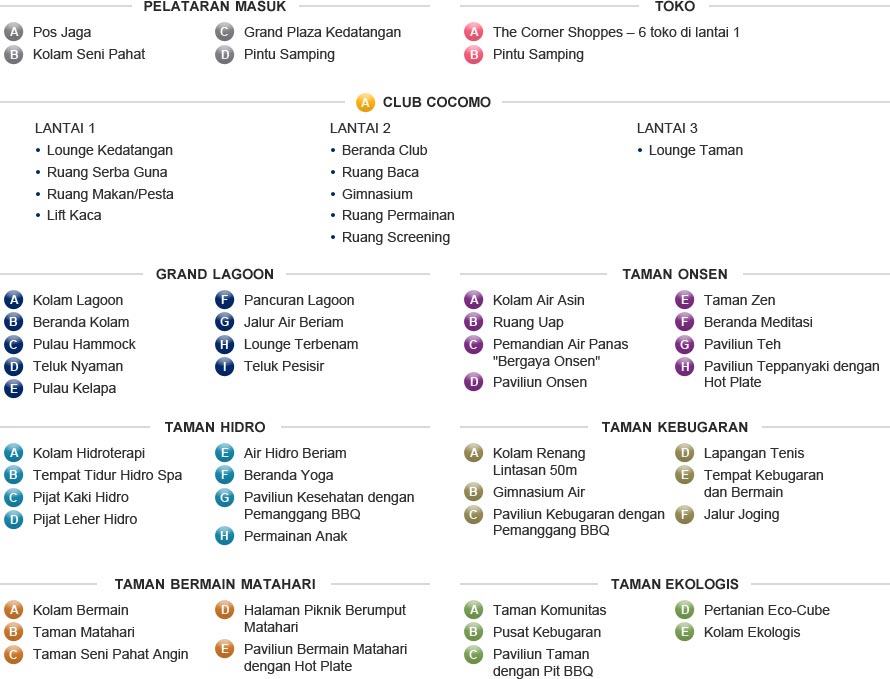 PELATARAN MASUK
A Pos Jaga
B Kolam Seni Pahat
C Grand Plaza Kedatangan
D Pintu Samping
TOKO
A The Corner Shoppes – 6 toko di lantai 1
B Pintu Samping
A CLUB COCOMO
LANTAI 1
• Lounge Kedatangan
• Ruang Serba Guna
• Ruang Makan/Pesta
• Lift Kaca
LANTAI 2
• Beranda Club
• Ruang Baca
• Gimnasium
• Ruang Permainan
• Ruang Screening
LANTAI 3
• Lounge Taman
GRAND LAGOON
A Kolam Lagoon
B Beranda Kolam
C Pulau Hammock
D Teluk Nyaman
E Pulau Kelapa
F Pancuran Lagoon
G Jalur Air Beriam
H Lounge Terbenam
I Teluk Pesisir
TAMAN ONSEN
A Kolam Air Asin
B Ruang Uap
C Pemandian Air Panas
"Bergaya Onsen"
D Paviliun Onsen
E Taman Zen
F Beranda Meditasi
G Paviliun Teh
H Paviliun Teppanyaki dengan
Hot Plate
TAMAN HIDRO
A Kolam Hidroterapi
B Tempat Tidur Hidro Spa
C Pijat Kaki Hidro
D Pijat Leher Hidro
E Air Hidro Beriam
F Beranda Yoga
G Paviliun Kesehatan dengan
Pemanggang BBQ
H Permainan Anak
TAMAN KEBUGARAN
A Kolam Renang
Lintasan 50m
B Gimnasium Air
C Paviliun Kebugaran dengan
Pemanggang BBQ
D Lapangan Tenis
E Tempat Kebugaran
dan Bermain
F Jalur Joging
TAMAN BERMAIN MATAHARI
A Kolam Bermain
B Taman Matahari
C Taman Seni Pahat Angin
D Halaman Piknik Berumput
Matahari
E Paviliun Bermain Matahari
dengan Hot Plate
TAMAN EKOLOGIS
A Taman Komunitas
B Pusat Kebugaran
C Paviliun Taman
dengan Pit BBQ
D Pertanian Eco-Cube
E Kolam Ekologis